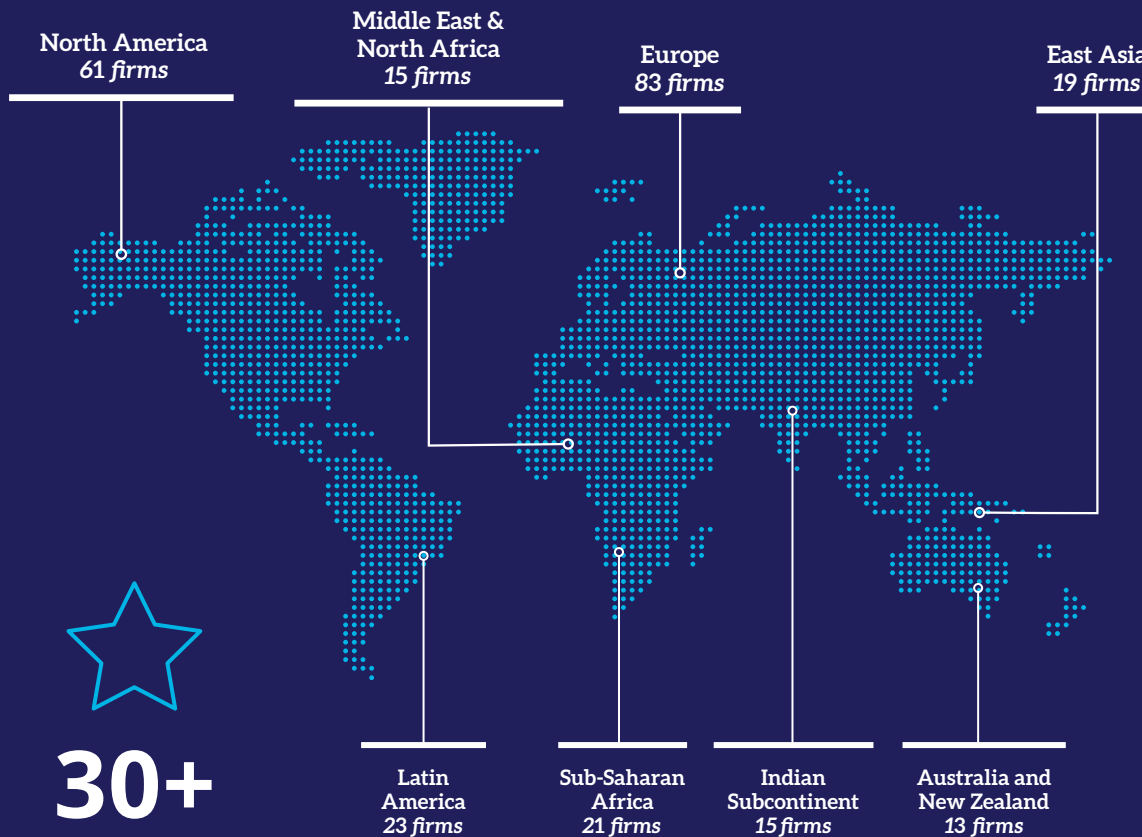 North America
61 firms
Middle East &
North Africa
15 firms
Europe
83 firms
East Asia
19 firms
30+
Latin
America
23 firms
Sub-Saharan
Africa
21 firms
Indian
Subcontinent
15 firms
Australia and
New Zealand
13 firms